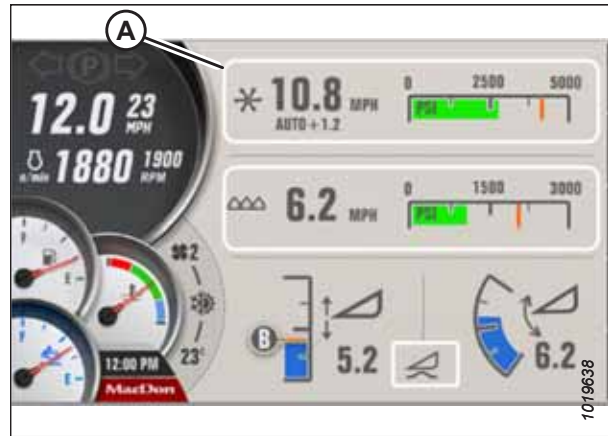 A
P
12.0 23 MPH
n/min 1880 1900 RPM
F
E
F
E
2
23°
12:00 PM
MacDon
10.8 MPH
AUTO + 1.2
0 2500 5000
PSI
6.2 MPH
0 1500 3000
PSI
B
5.2
6.2
1019638